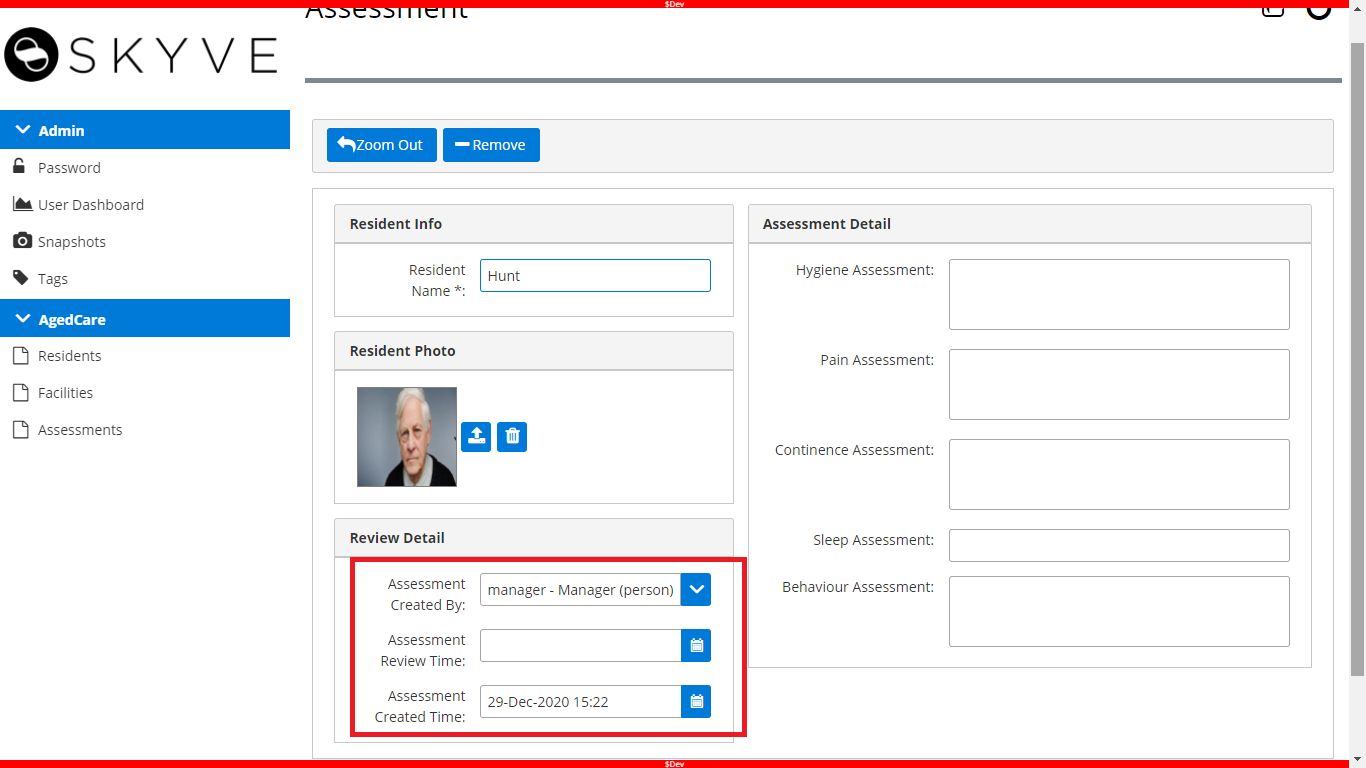 $Dev
Assessment
SKYVE
Admin
Password
User Dashboard
Snapshots
Tags
AgedCare
Residents
Facilities
Assessments
Zoom Out
Remove
Resident Info
Resident
Name *:
Hunt
Resident Photo
Review Detail
Assessment
Created By:
manager - Manager (person)
Assessment
Review Time:
Assessment
Created Time:
29-Dec-2020 15:22
Assessment Detail
Hygiene Assessment:
Pain Assessment:
Continence Assessment:
Sleep Assessment:
Behaviour Assessment:
$Dev